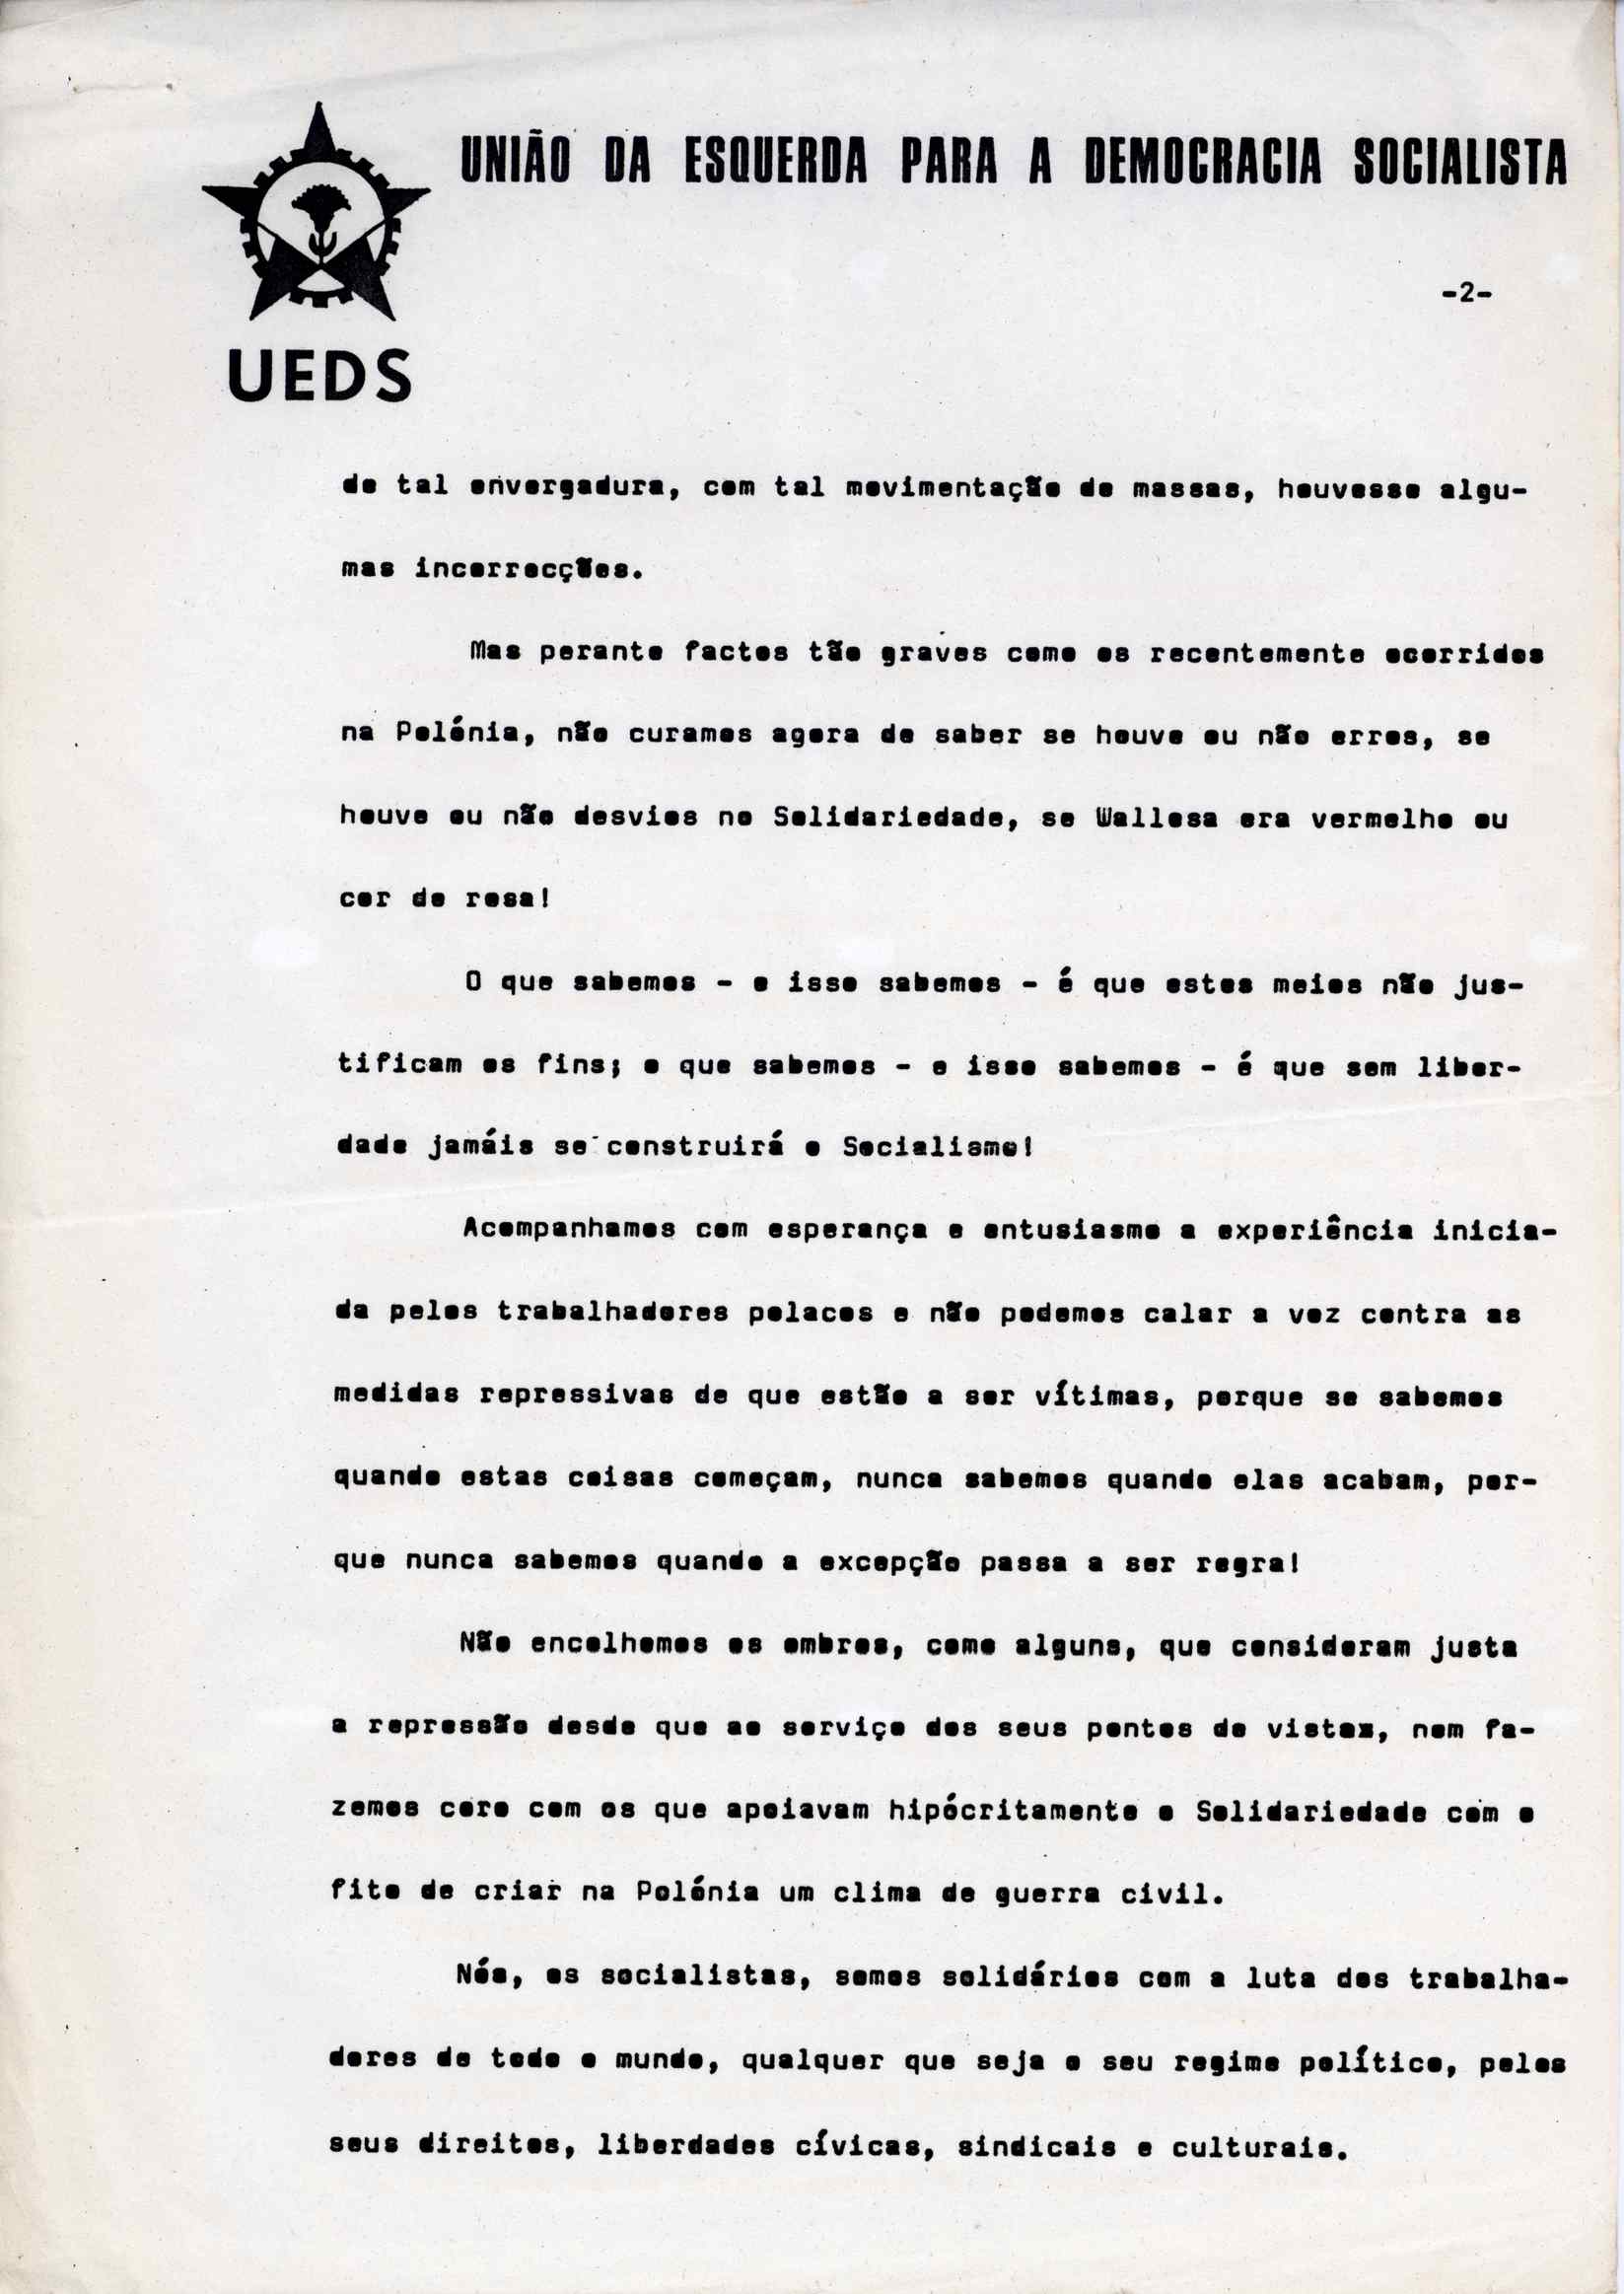 UNIÃO DA ESQUERDA PARA A DEMOCRACIA SOCIALISTA
-2-
UEDS
de tal envergadura, com tal movimentação de massas, houvesse algu-
mas incorrecções.
Mas perante factos tão graves como os recentemente ocorridos
na Polónia, não curamos agora de saber se houve ou não erros, se
houve ou não desvios no Solidariedade, se Wallesa era vermelho ou
cor de rosa!
O que sabemos - e isso sabemos - é que estes meios não jus-
tificam os fins; o que sabemos - e isso sabemos - é que sem liber-
dade jamáis se construirá o Socialismo!
Acompanhamos com esperança e entusiasmo a experiência inicia-
da pelos trabalhadores polacos e não podemos calar a voz contra as
medidas repressivas de que estão a ser vítimas, porque se sabemos
quando estas coisas começam, nunca sabemos quando elas acabam, por-
que nunca sabemos quando a excepção passa a ser regra!
Não encolhemos os ombros, como alguns, que consideram justa
a repressão desde que ao serviço dos seus pontos de vistas, nem fa-
zemos coro com os que apoiavam hipócritamente o Solidariedade com o
fito de criar na Polónia um clima de guerra civil.
Nós, os socialistas, somos solidários com a luta dos trabalha-
dores de todo o mundo, qualquer que seja o seu regime político, pelos
seus direitos, liberdades cívicas, sindicais e culturais.